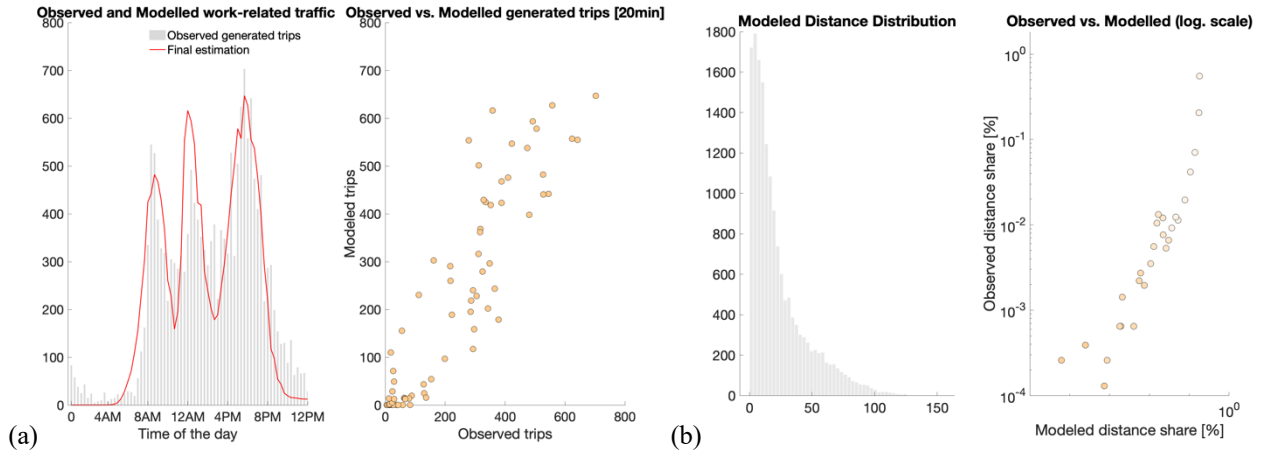 Observed and Modelled work-related traffic
Observed generated trips
Final estimation
800
700
600
500
400
300
200
100
0
0
4AM
8AM
12AM
4PM
8PM
12PM
Time of the day
Observed vs. Modelled generated trips [20min]
Modeled trips
800
700
600
500
400
300
200
100
0
0
200
400
600
800
Observed trips
(a)
Modeled Distance Distribution
1800
1600
1400
1200
1000
800
600
400
200
0
0
50
100
150
Observed vs. Modelled (log. scale)
Observed distance share [%]
10^0
10^-1
10^-2
10^-3
10^-4
10^0
Modeled distance share [%]
(b)